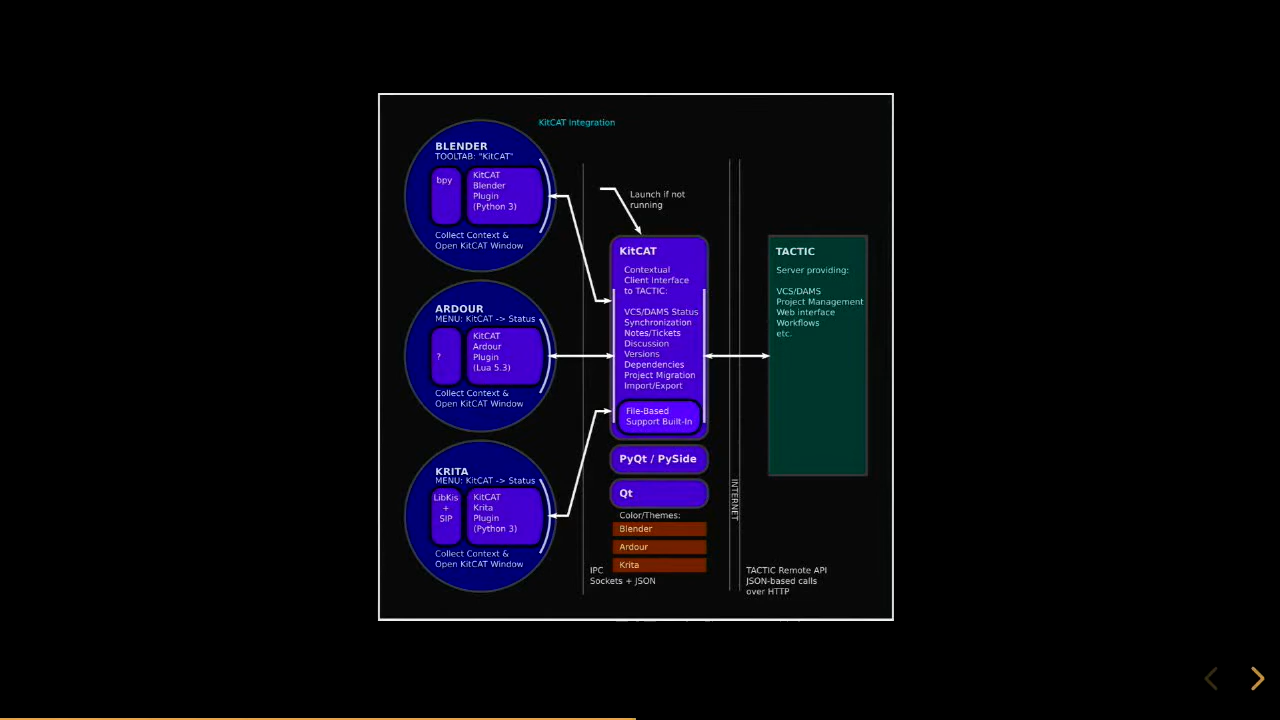 KitCAT Integration
BLENDER
TOOLTAB: "KitCAT"
bpy
KitCAT
Blender
Plugin
(Python 3)
Collect Context &
Open KitCAT Window
ARDOUR
MENU: KitCAT -> Status
?
KitCAT
Ardour
Plugin
(Lua 5.3)
Collect Context &
Open KitCAT Window
KRITA
MENU: KitCAT -> Status
LibKis
+
SIP
KitCAT
Krita
Plugin
(Python 3)
Collect Context &
Open KitCAT Window
Launch if not
running
KitCAT
Contextual
Client Interface
to TACTIC:
VCS/DAMS Status
Synchronization
Notes/Tickets
Discussion
Versions
Dependencies
Project Migration
Import/Export
File-Based
Support Built-In
PyQt / PySide
Qt
Color/Themes:
Blender
Ardour
Krita
IPC
Sockets + JSON
INTERNET
TACTIC
Server providing:
VCS/DAMS
Project Management
Web interface
Workflows
etc.
TACTIC Remote API
JSON-based calls
over HTTP